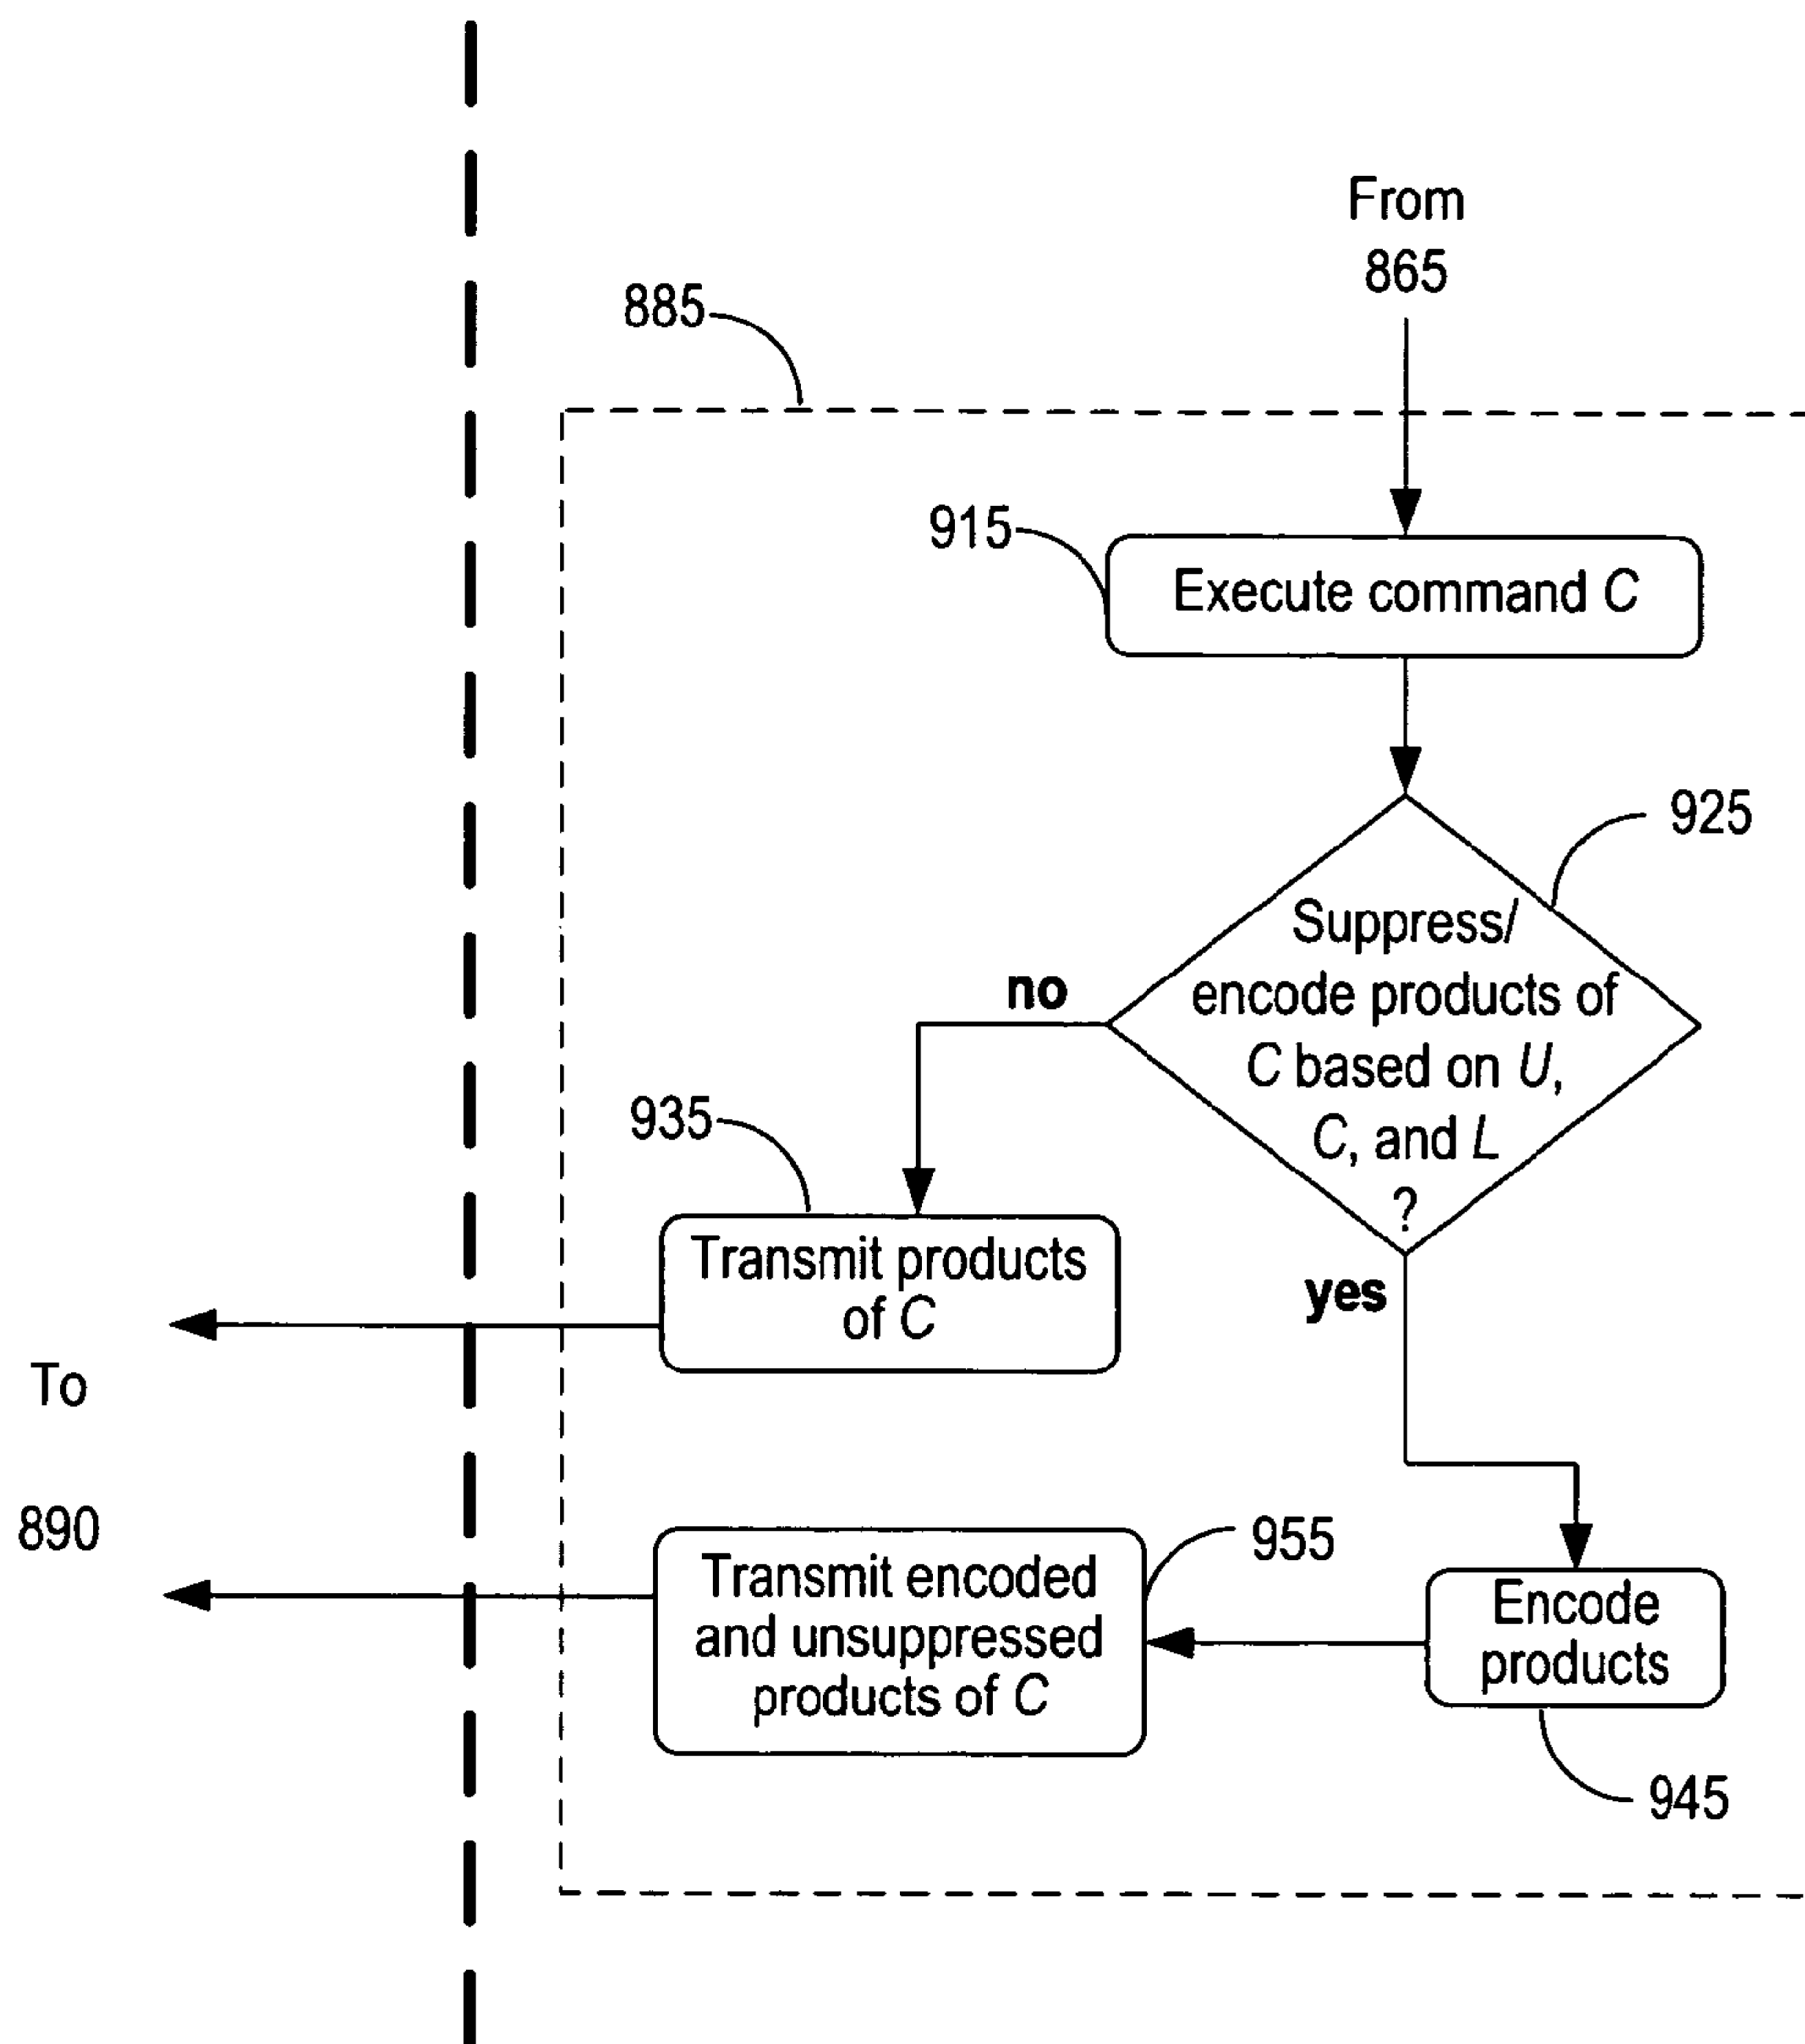 From
865
885
915
Execute command C
925
Suppress/
encode products of
C based on U,
C, and L
?
no
yes
935
Transmit products
of C
To
890
955
Transmit encoded
and unsuppressed
products of C
Encode
products
945